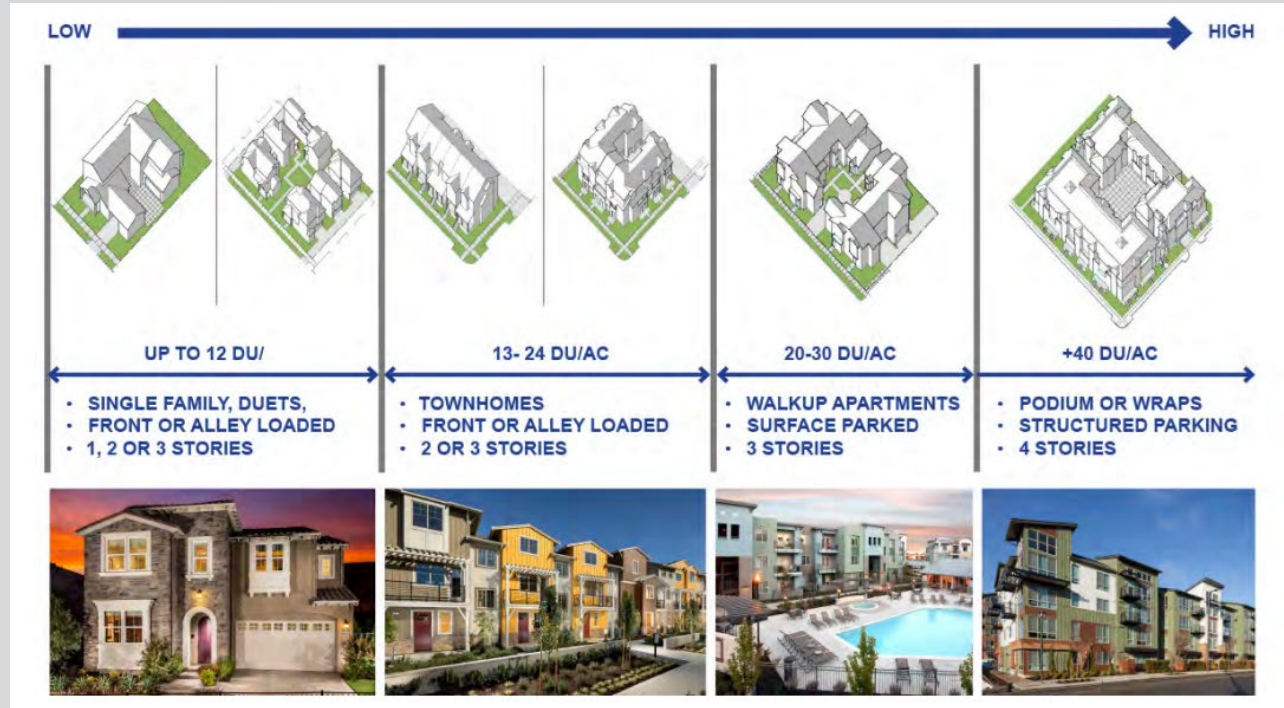 LOW
HIGH
UP TO 12 DU/
• SINGLE FAMILY, DUETS,
• FRONT OR ALLEY LOADED
• 1, 2 OR 3 STORIES
13- 24 DU/AC
• TOWNHOMES
• FRONT OR ALLEY LOADED
• 2 OR 3 STORIES
20-30 DU/AC
• WALKUP APARTMENTS
• SURFACE PARKED
• 3 STORIES
+40 DU/AC
• PODIUM OR WRAPS
• STRUCTURED PARKING
• 4 STORIES